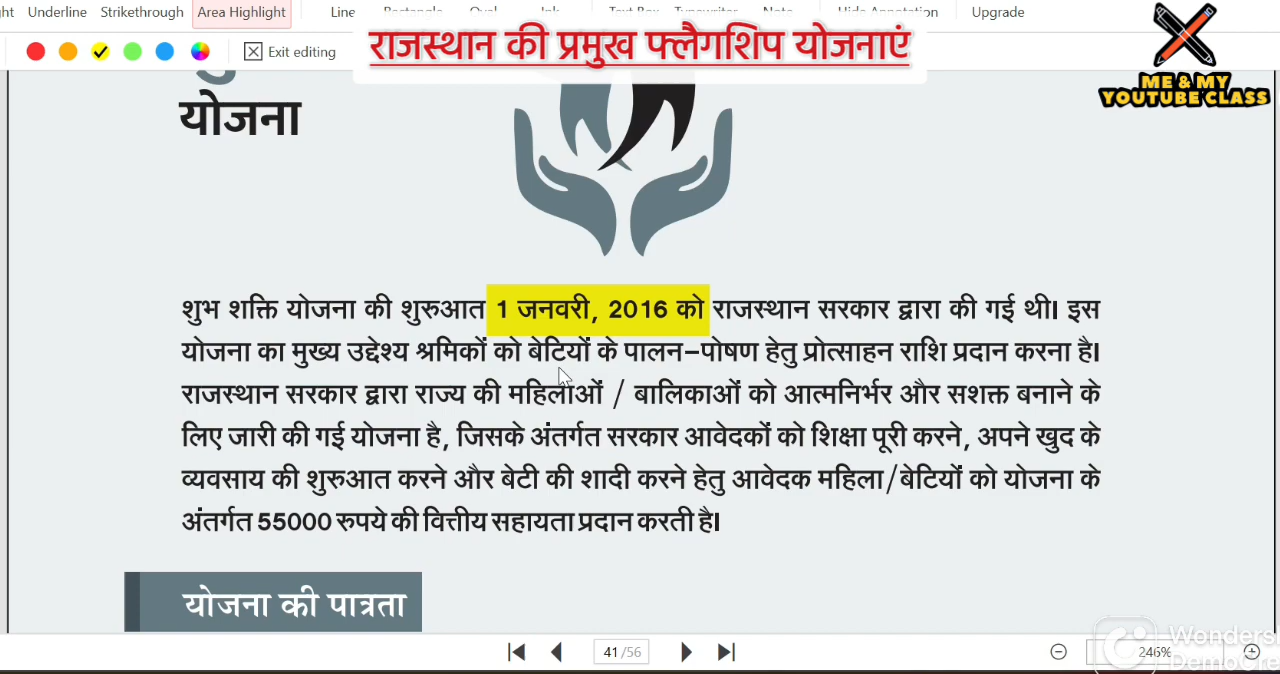 Underline Strikethrough Area Highlight Line Hide Annotation Upgrade
Exit editing
राजस्थान की प्रमुख फ्लैगशिप योजनाएं
ME & MY
YOUTUBE CLASS
योजना
शुभ शक्ति योजना की शुरुआत 1 जनवरी, 2016 को राजस्थान सरकार द्वारा की गई थी। इस
योजना का मुख्य उद्देश्य श्रमिकों को बेटियों के पालन-पोषण हेतु प्रोत्साहन राशि प्रदान करना है।
राजस्थान सरकार द्वारा राज्य की महिलाओं / बालिकाओं को आत्मनिर्भर और सशक्त बनाने के
लिए जारी की गई योजना है, जिसके अंतर्गत सरकार आवेदकों को शिक्षा पूरी करने, अपने खुद के
व्यवसाय की शुरुआत करने और बेटी की शादी करने हेतु आवेदक महिला/बेटियों को योजना के
अंतर्गत 55000 रुपये की वित्तीय सहायता प्रदान करती है।
योजना की पात्रता
41 /56
246%